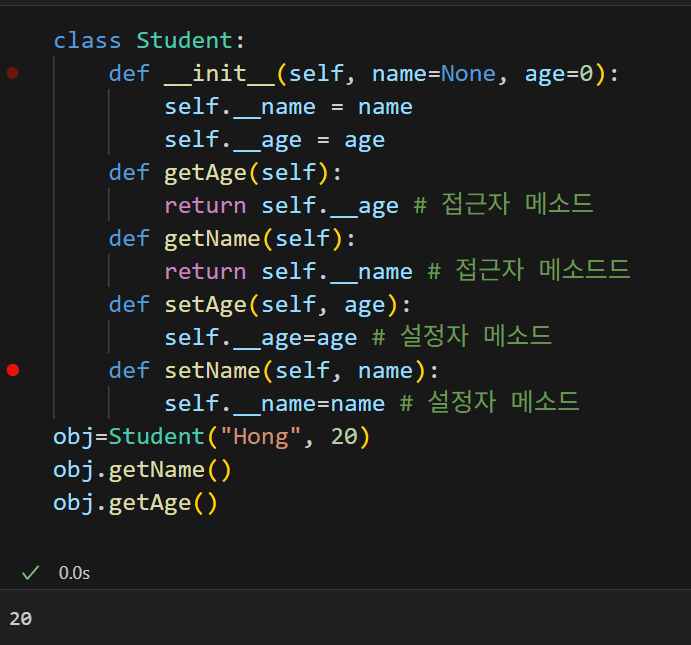 class Student:
    def __init__(self, name=None, age=0):
        self.__name = name
        self.__age = age
    def getAge(self):
        return self.__age # 접근자 메소드
    def getName(self):
        return self.__name # 접근자 메소드드
    def setAge(self, age):
        self.__age=age # 설정자 메소드
    def setName(self, name):
        self.__name=name # 설정자 메소드
obj=Student("Hong", 20)
obj.getName()
obj.getAge()
0.0s
20